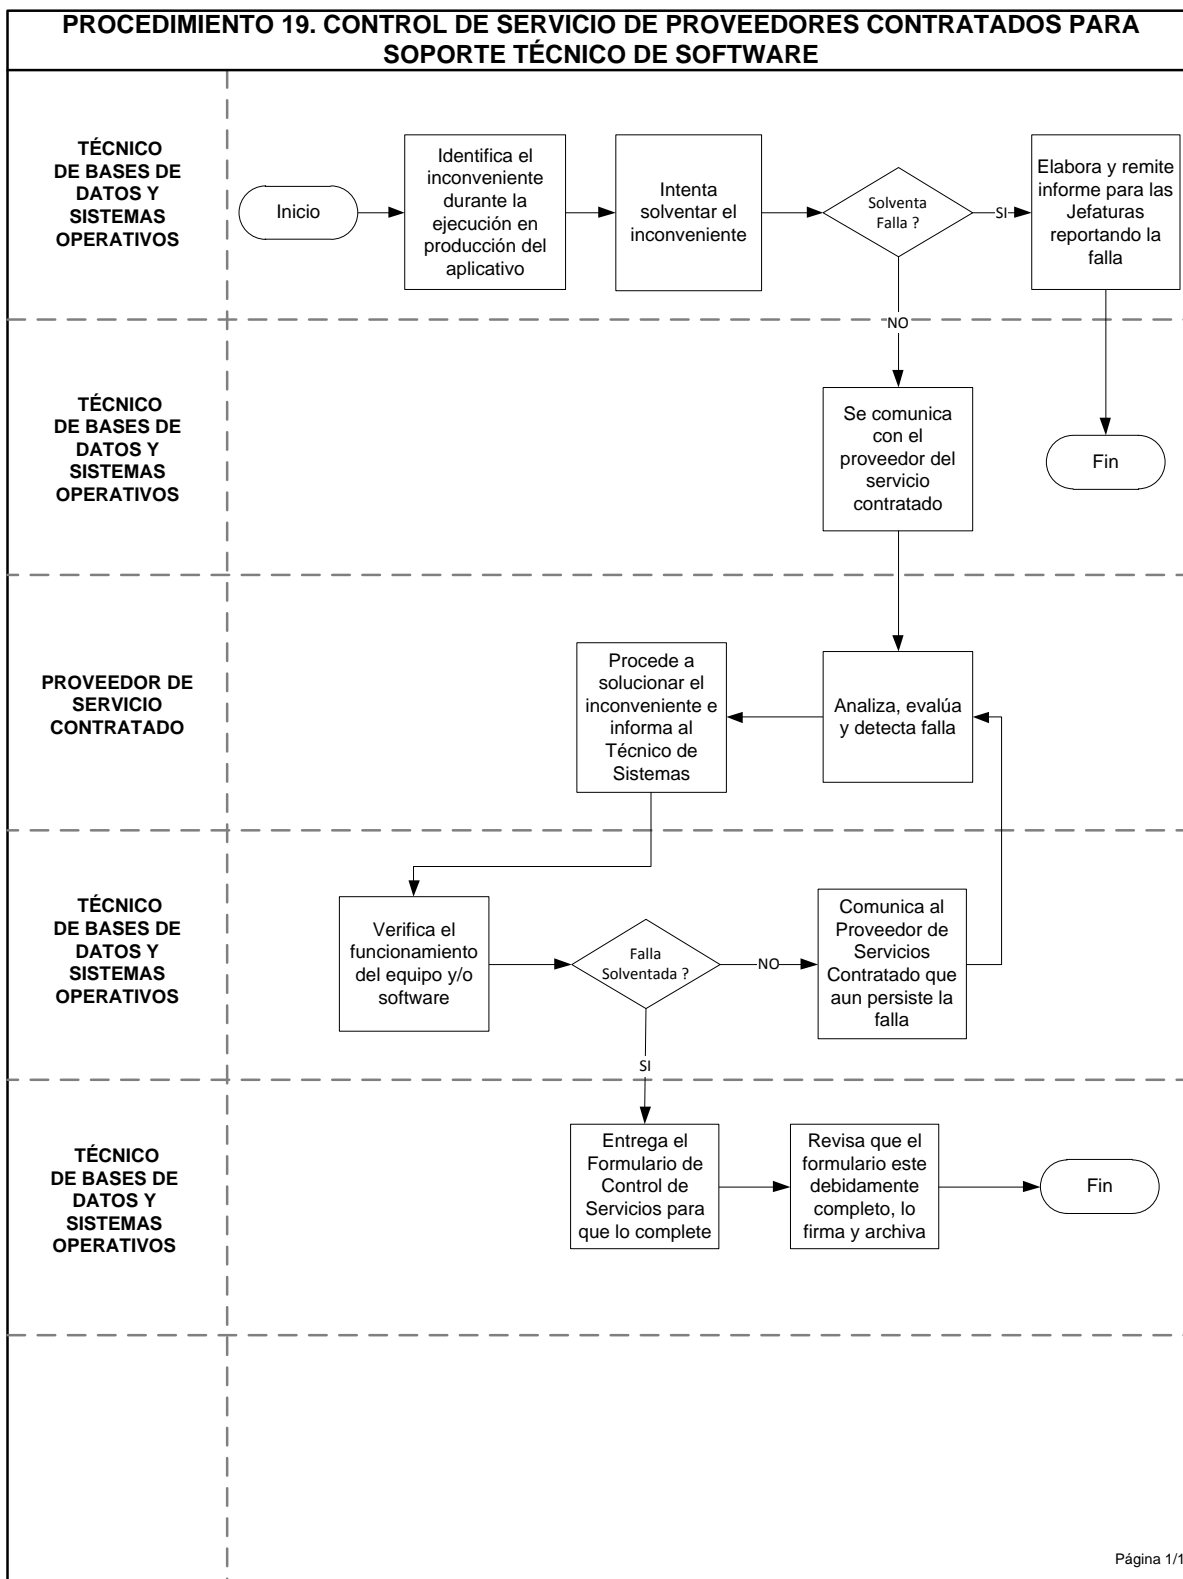 PROCEDIMIENTO 19. CONTROL DE SERVICIO DE PROVEEDORES CONTRATADOS PARA
SOPORTE TÉCNICO DE SOFTWARE
TÉCNICO
DE BASES DE
DATOS Y
SISTEMAS
OPERATIVOS
Inicio
Identifica el
inconveniente
durante la
ejecución en
producción del
aplicativo
Intenta
solventar el
inconveniente
Solventa
Falla ?
SI
Elabora y remite
informe para las
Jefaturas
reportando la
falla
NO
TÉCNICO
DE BASES DE
DATOS Y
SISTEMAS
OPERATIVOS
Se comunica
con el
proveedor del
servicio
contratado
Fin
PROVEEDOR DE
SERVICIO
CONTRATADO
Procede a
solucionar el
inconveniente e
informa al
Técnico de
Sistemas
Analiza, evalúa
y detecta falla
TÉCNICO
DE BASES DE
DATOS Y
SISTEMAS
OPERATIVOS
Verifica el
funcionamiento
del equipo y/o
software
Falla
Solventada ?
NO
Comunica al
Proveedor de
Servicios
Contratado que
aun persiste la
falla
SI
TÉCNICO
DE BASES DE
DATOS Y
SISTEMAS
OPERATIVOS
Entrega el
Formulario de
Control de
Servicios para
que lo complete
Revisa que el
formulario este
debidamente
completo, lo
firma y archiva
Fin
Página 1/1